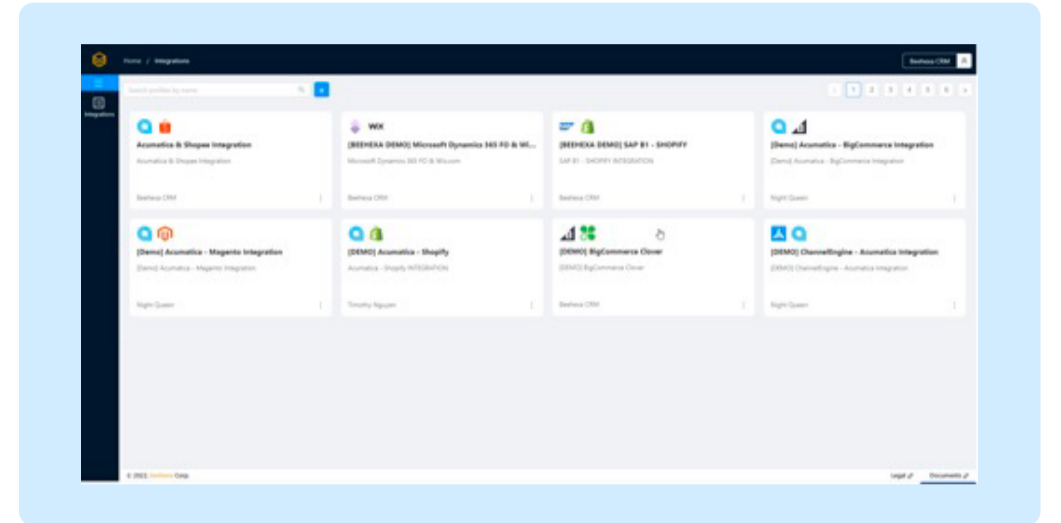 Home / Integrations
Beehexa CRM
A
Search profiles by name
+
< 1 2 3 4 5 6 >
Integrations
Acumatica & Shopee Integration
Acumatica & Shopee Integration
Beehexa CRM
WIX
[BEEHEXA DEMO] Microsoft Dynamics 365 FO & Wi...
Microsoft Dynamics 365 FO & Wix.com
Beehexa CRM
SAP
[BEEHEXA DEMO] SAP B1 - SHOPIFY
SAP B1 - SHOPIFY INTEGRATION
Beehexa CRM
[Demo] Acumatica - BigCommerce Integration
[Demo] Acumatica - BigCommerce Integration
Night Queen
[Demo] Acumatica - Magento Integration
[Demo] Acumatica - Magento Integration
Night Queen
[DEMO] Acumatica - Shopify
Acumatica - Shopify INTEGRATION
Timothy Nguyen
[DEMO] BigCommerce Clover
[DEMO] BigCommerce Clover
Beehexa CRM
[DEMO] ChannelEngine - Acumatica Integration
[DEMO] ChannelEngine - Acumatica Integration
Night Queen
© 2023, Beehexa Corp.
Legal
Documents